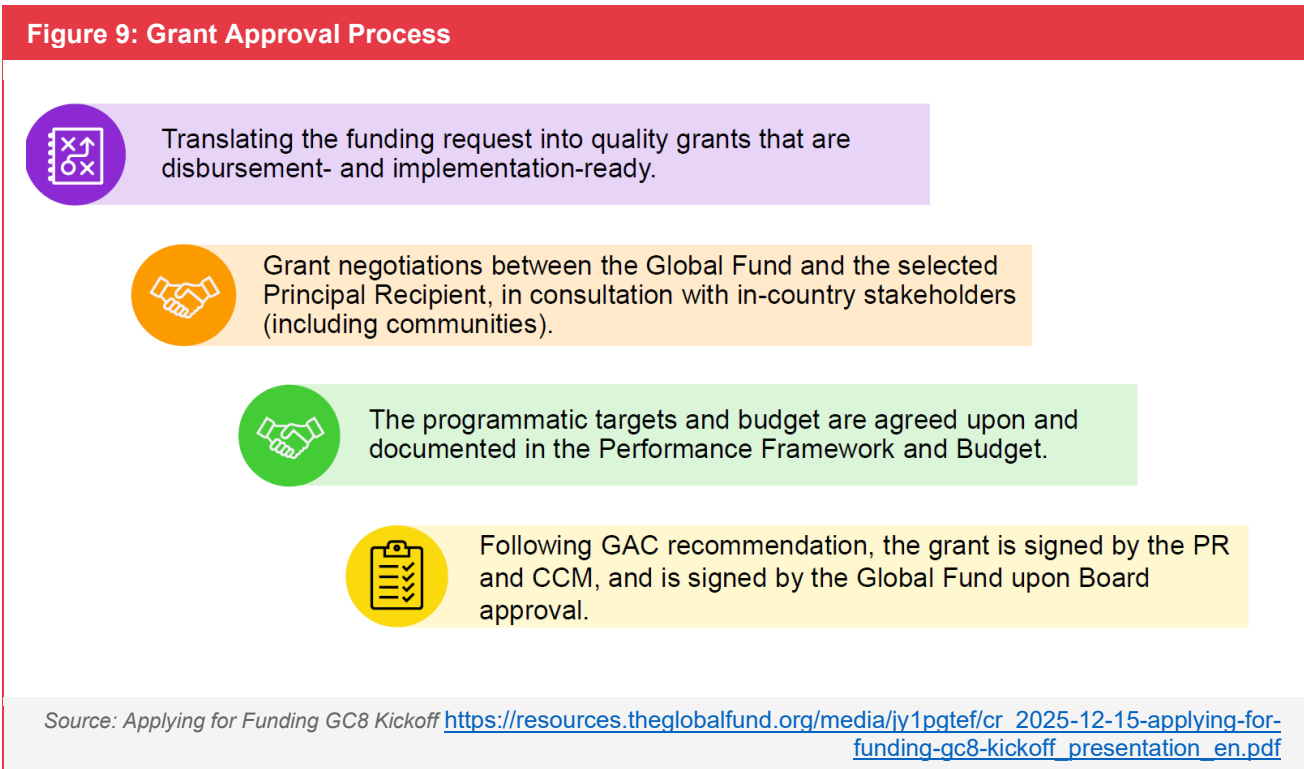 Figure 9: Grant Approval Process
Translating the funding request into quality grants that are
disbursement- and implementation-ready.
Grant negotiations between the Global Fund and the selected
Principal Recipient, in consultation with in-country stakeholders
(including communities).
The programmatic targets and budget are agreed upon and
documented in the Performance Framework and Budget.
Following GAC recommendation, the grant is signed by the PR
and CCM, and is signed by the Global Fund upon Board
approval.
Source: Applying for Funding GC8 Kickoff https://resources.theglobalfund.org/media/jy1pgtef/cr_2025-12-15-applying-for-
funding-gc8-kickoff_presentation_en.pdf